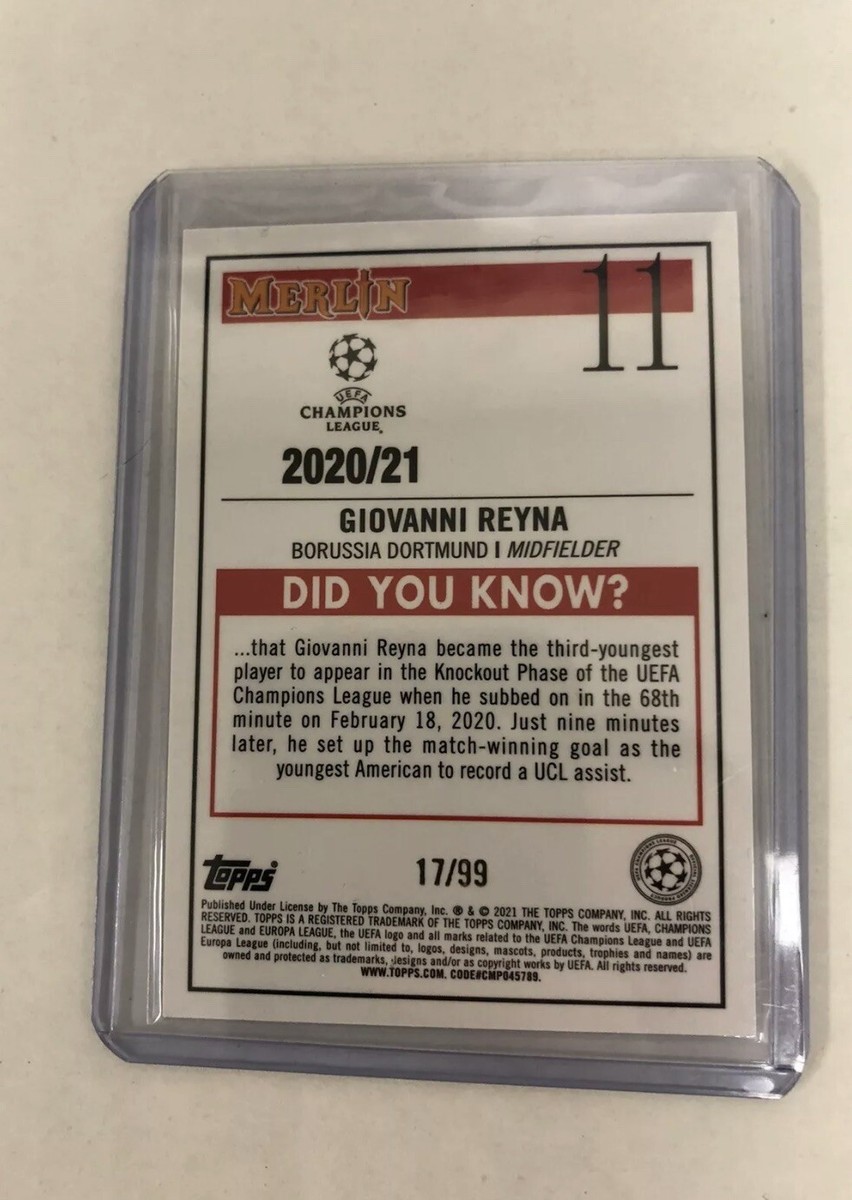 MERLIN 11
UEFA
CHAMPIONS
LEAGUE®
2020/21
GIOVANNI REYNA
BORUSSIA DORTMUND | MIDFIELDER
DID YOU KNOW?
...that Giovanni Reyna became the third-youngest
player to appear in the Knockout Phase of the UEFA
Champions League when he subbed on in the 68th
minute on February 18, 2020. Just nine minutes
later, he set up the match-winning goal as the
youngest American to record a UCL assist.
topps 17/99
Published Under License by The Topps Company, Inc. ® & © 2021 THE TOPPS COMPANY, INC. ALL RIGHTS
RESERVED. TOPPS IS A REGISTERED TRADEMARK OF THE TOPPS COMPANY, INC. The words UEFA, CHAMPIONS
LEAGUE and EUROPA LEAGUE, the UEFA logo and all marks related to the UEFA Champions League and UEFA
Europa League (including, but not limited to, logos, designs, mascots, products, trophies and names) are
owned and protected as trademarks, designs and/or as copyright works by UEFA. All rights reserved.
WWW.TOPPS.COM. CODE#CMP045789.